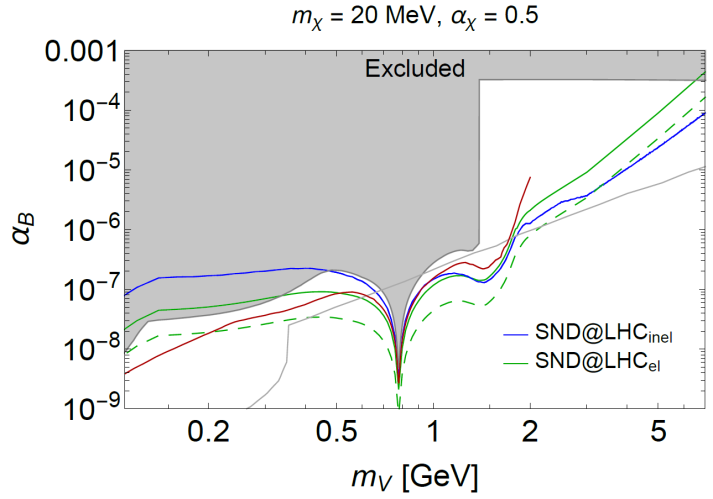 m_χ = 20 MeV, α_χ = 0.5
0.001
Excluded
10^-4
10^-5
10^-6
10^-7
10^-8
10^-9
α_B
SND@LHC_inel
SND@LHC_el
0.2 0.5 1 2 5
m_V [GeV]